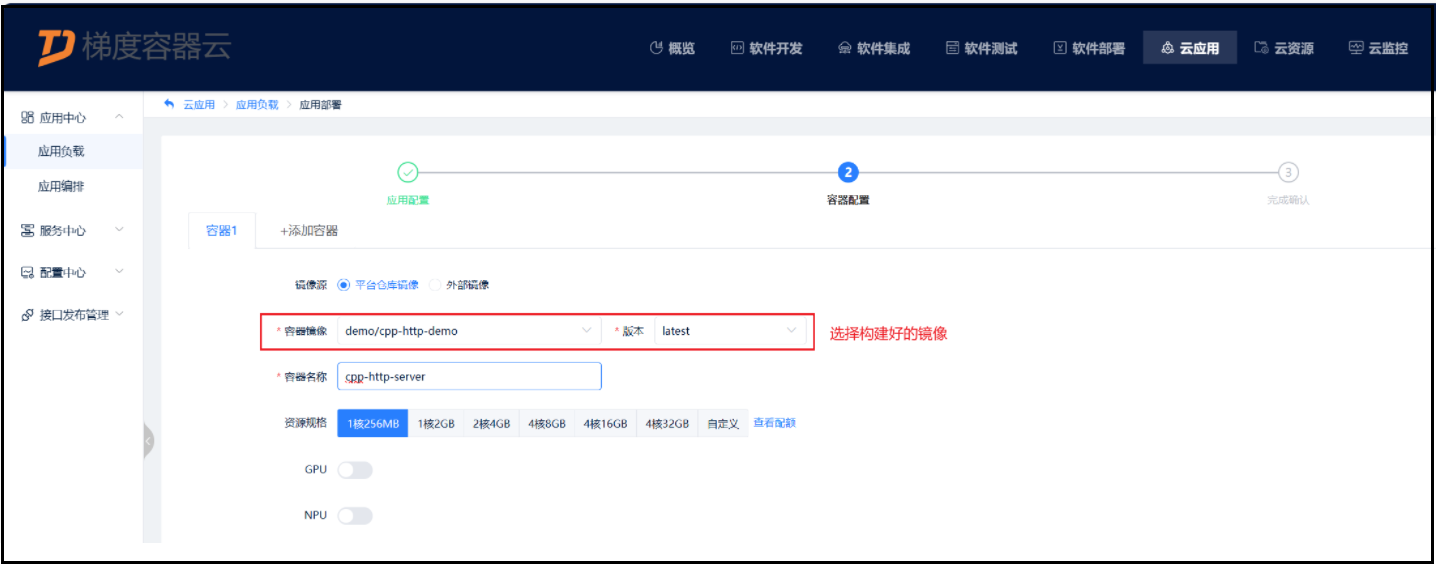 梯度容器云
概览 软件开发 软件集成 软件测试 软件部署 云应用 云资源 云监控
应用中心
应用负载
应用编排
服务中心
配置中心
接口发布管理
云应用 > 应用负载 > 应用部署
应用配置
2
容器配置
3
完成确认
容器1 +添加容器
镜像源 平台仓库镜像 外部镜像
* 容器镜像 demo/cpp-http-demo * 版本 latest 选择构建好的镜像
* 容器名称 cpp-http-server
资源规格 1核256MB 1核2GB 2核4GB 4核8GB 4核16GB 4核32GB 自定义 查看配额
GPU
NPU